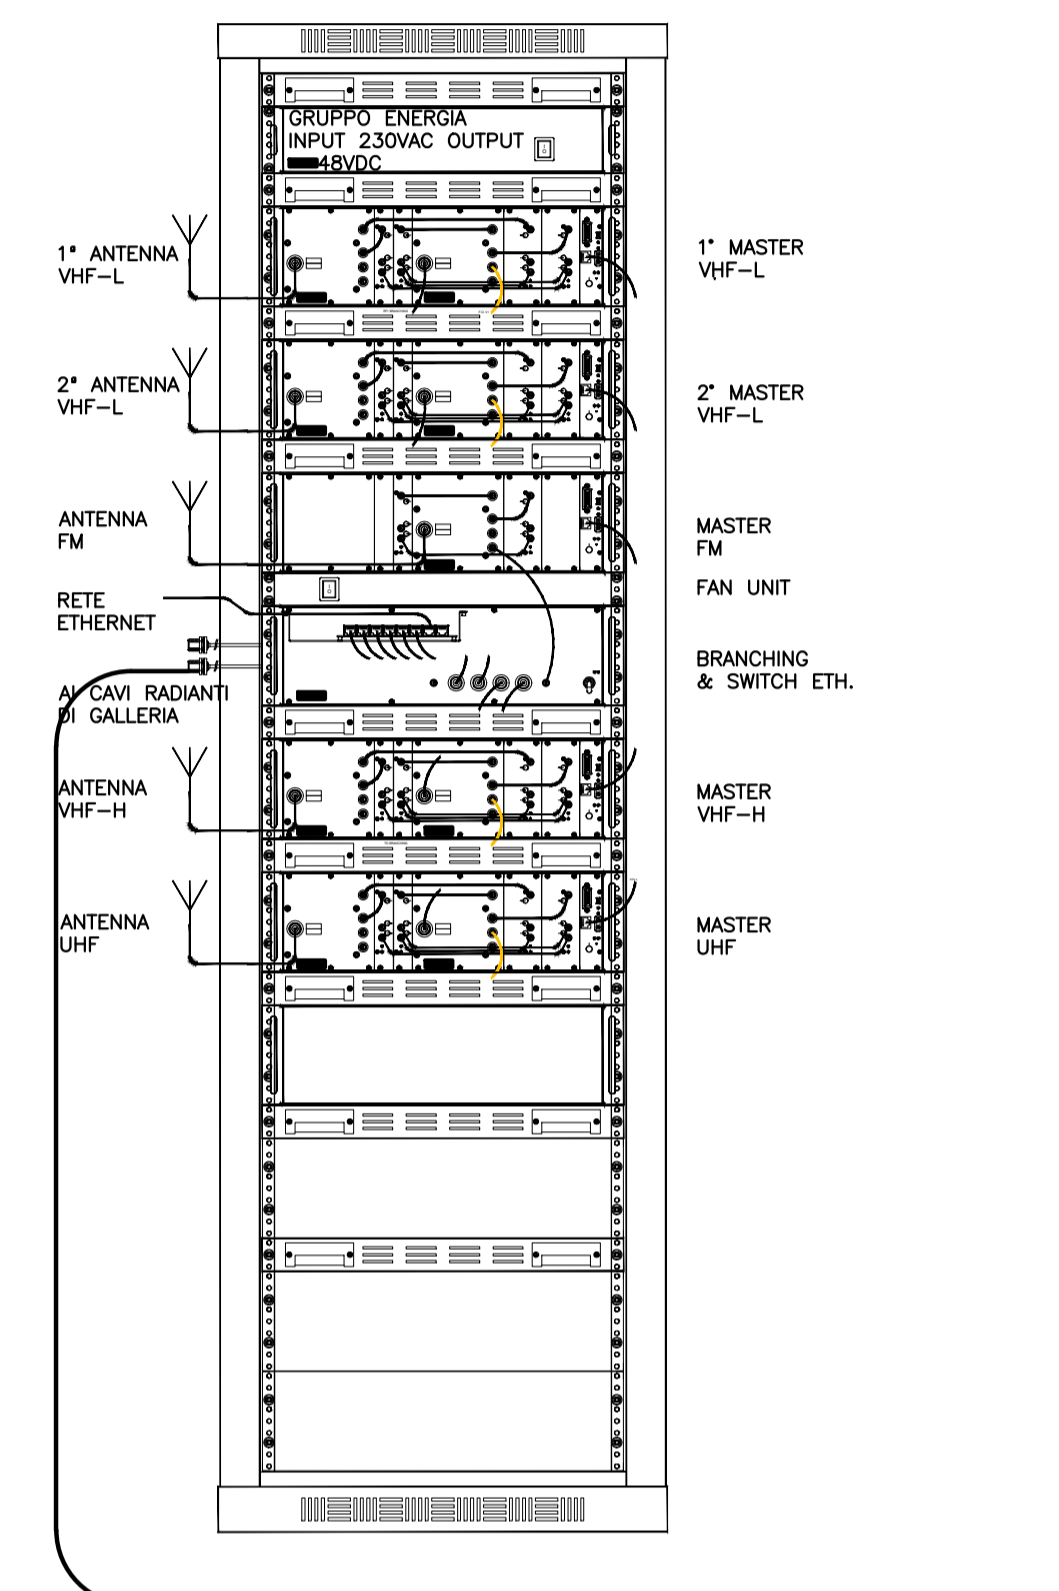 GRUPPO ENERGIA
INPUT 230VAC OUTPUT
48VDC
1ª ANTENNA
VHF-L
1° MASTER
VHF-L
2ª ANTENNA
VHF-L
2° MASTER
VHF-L
ANTENNA
FM
MASTER
FM
FAN UNIT
RETE
ETHERNET
BRANCHING
& SWITCH ETH.
AI CAVI RADIANTI
DI GALLERIA
ANTENNA
VHF-H
MASTER
VHF-H
ANTENNA
UHF
MASTER
UHF